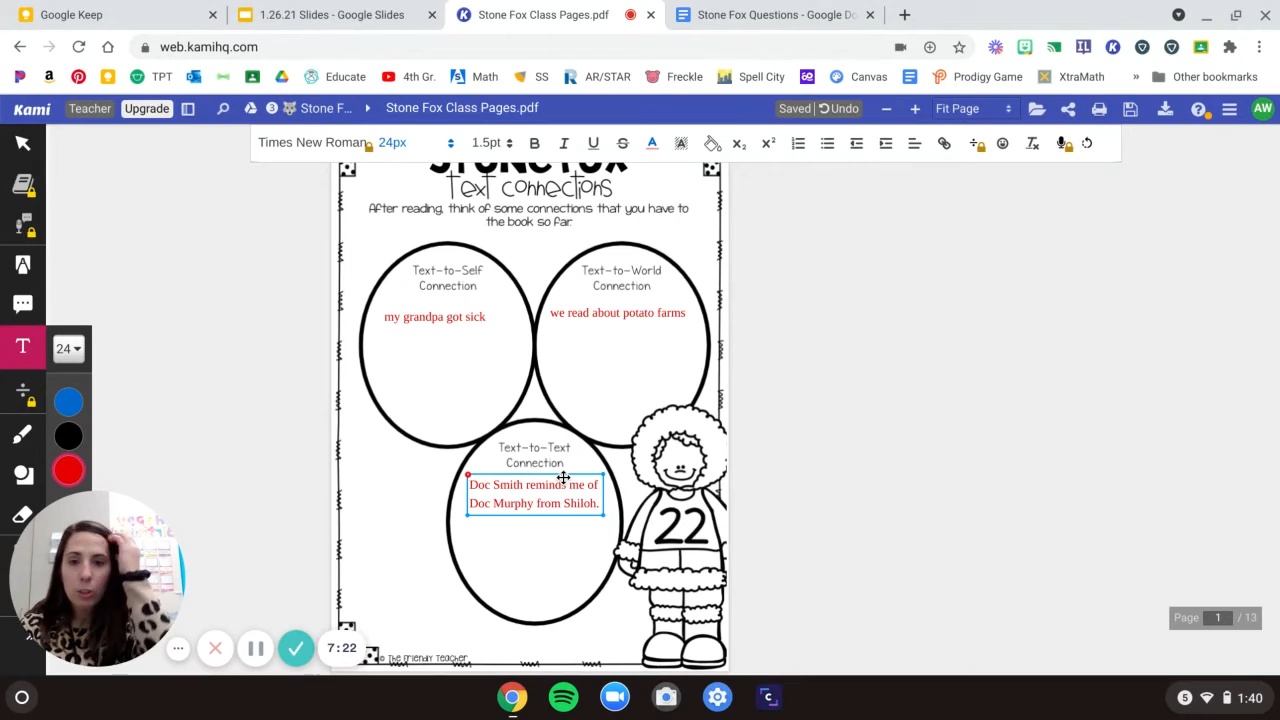 Google Keep
1.26.21 Slides - Google Slides
Stone Fox Class Pages.pdf
Stone Fox Questions - Google Do
web.kamihq.com
TPT
Educate
4th Gr.
Math
SS
AR/STAR
Freckle
Spell City
Canvas
Prodigy Game
XtraMath
»
Other bookmarks
Kami
Teacher
Upgrade
3
Stone F...
Stone Fox Class Pages.pdf
Saved
Undo
Fit Page
AW
Times New Roman
24px
1.5pt
B I U S A
STONE FOX
Text Connections
After reading, think of some connections that you have to
the book so far.
Text-to-Self
Connection
my grandpa got sick
Text-to-World
Connection
we read about potato farms
Text-to-Text
Connection
Doc Smith reminds me of
Doc Murphy from Shiloh.
22
© The Friendly Teacher
T
24
7:22
Page 1 / 13
5
1:40